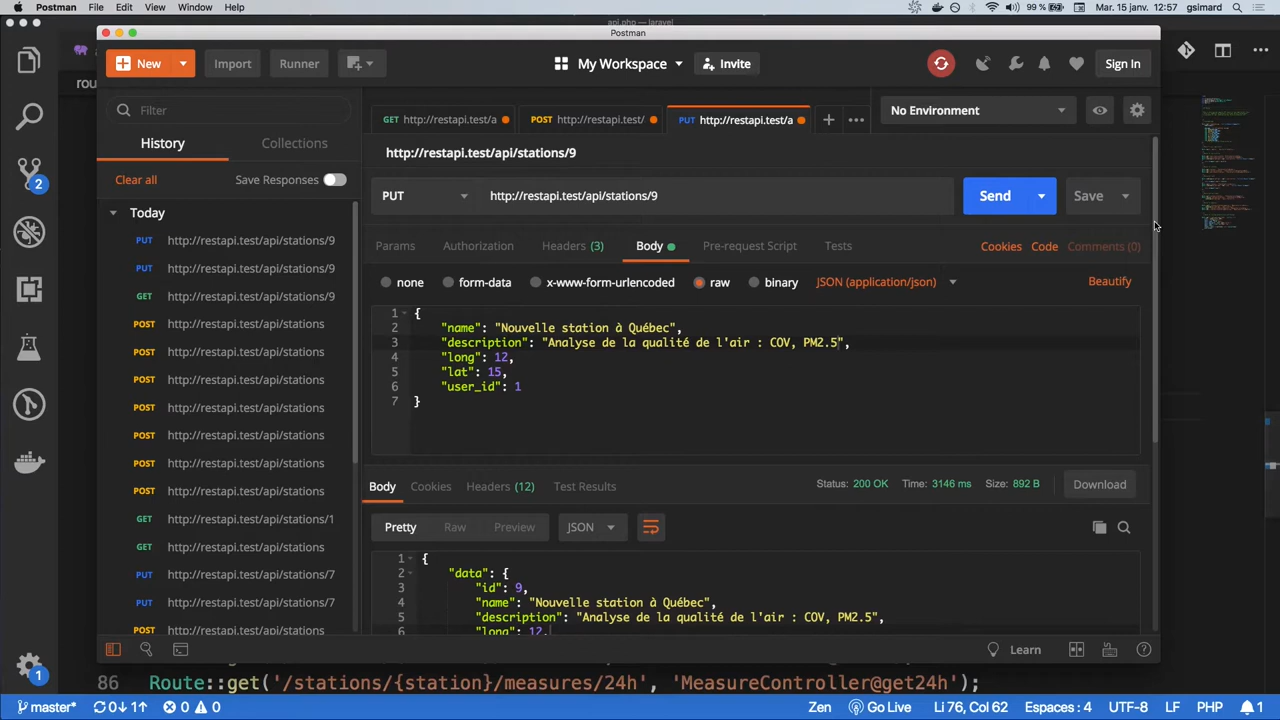 Postman File Edit View Window Help 99 % Mar. 15 janv. 12:57 gsimard
api.php — laravel
Postman
New Import Runner My Workspace Invite Sign In
rou
Filter
History Collections
Clear all Save Responses
Today
PUT http://restapi.test/api/stations/9
PUT http://restapi.test/api/stations/9
GET http://restapi.test/api/stations/9
POST http://restapi.test/api/stations
POST http://restapi.test/api/stations
POST http://restapi.test/api/stations
POST http://restapi.test/api/stations
POST http://restapi.test/api/stations
POST http://restapi.test/api/stations
POST http://restapi.test/api/stations
GET http://restapi.test/api/stations/1
GET http://restapi.test/api/stations
PUT http://restapi.test/api/stations/7
PUT http://restapi.test/api/stations/7
POST http://restapi.test/api/stations
GET http://restapi.test/a POST http://restapi.test/ PUT http://restapi.test/a No Environment
http://restapi.test/api/stations/9
PUT http://restapi.test/api/stations/9 Send Save
Params Authorization Headers (3) Body Pre-request Script Tests Cookies Code Comments (0)
none form-data x-www-form-urlencoded raw binary JSON (application/json) Beautify
1 {
2 "name": "Nouvelle station à Québec",
3 "description": "Analyse de la qualité de l'air : COV, PM2.5",
4 "long": 12,
5 "lat": 15,
6 "user_id": 1
7 }
Body Cookies Headers (12) Test Results Status: 200 OK Time: 3146 ms Size: 892 B Download
Pretty Raw Preview JSON
1 {
2 "data": {
3 "id": 9,
4 "name": "Nouvelle station à Québec",
5 "description": "Analyse de la qualité de l'air : COV, PM2.5",
6 "long": 12,
Learn
2
1
86 Route::get('/stations/{station}/measures/24h', 'MeasureController@get24h');
master* 0↓ 1↑ 0 0 Zen Go Live Li 76, Col 62 Espaces : 4 UTF-8 LF PHP 1